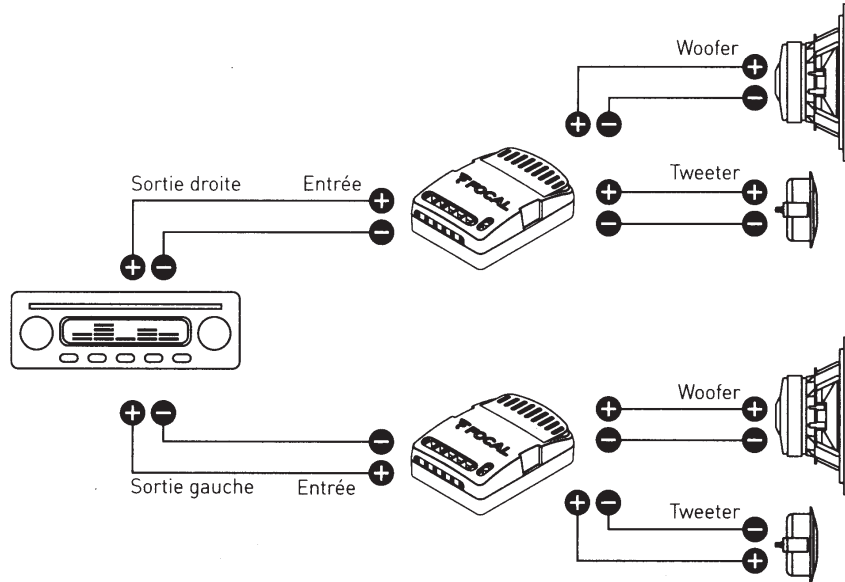 Woofer
Tweeter
Sortie droite
Entrée
FOCAL
Woofer
FOCAL
Sortie gauche
Entrée
Tweeter